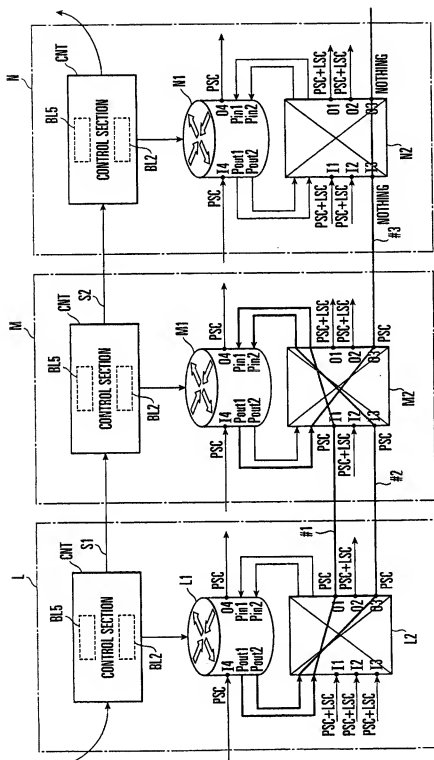 L
CNT
BL5
CONTROL SECTION
BL2
S1
L1
PSC
I4
O4
PSC
Pout1
Pin1
Pout2
Pin2
PSC+LSC
I1
O1
PSC
PSC+LSC
I2
O2
PSC+LSC
PSC+LSC
I3
O3
PSC
L2
#1
#2
M
CNT
BL5
CONTROL SECTION
BL2
S2
M1
PSC
I4
O4
PSC
Pout1
Pin1
Pout2
Pin2
PSC
I1
O1
PSC+LSC
PSC+LSC
I2
O2
PSC+LSC
PSC
I3
O3
PSC
M2
#3
N
CNT
BL5
CONTROL SECTION
BL2
N1
PSC
I4
O4
PSC
Pout1
Pin1
Pout2
Pin2
PSC+LSC
I1
O1
PSC+LSC
PSC+LSC
I2
O2
PSC+LSC
NOTHING
I3
O3
NOTHING
N2